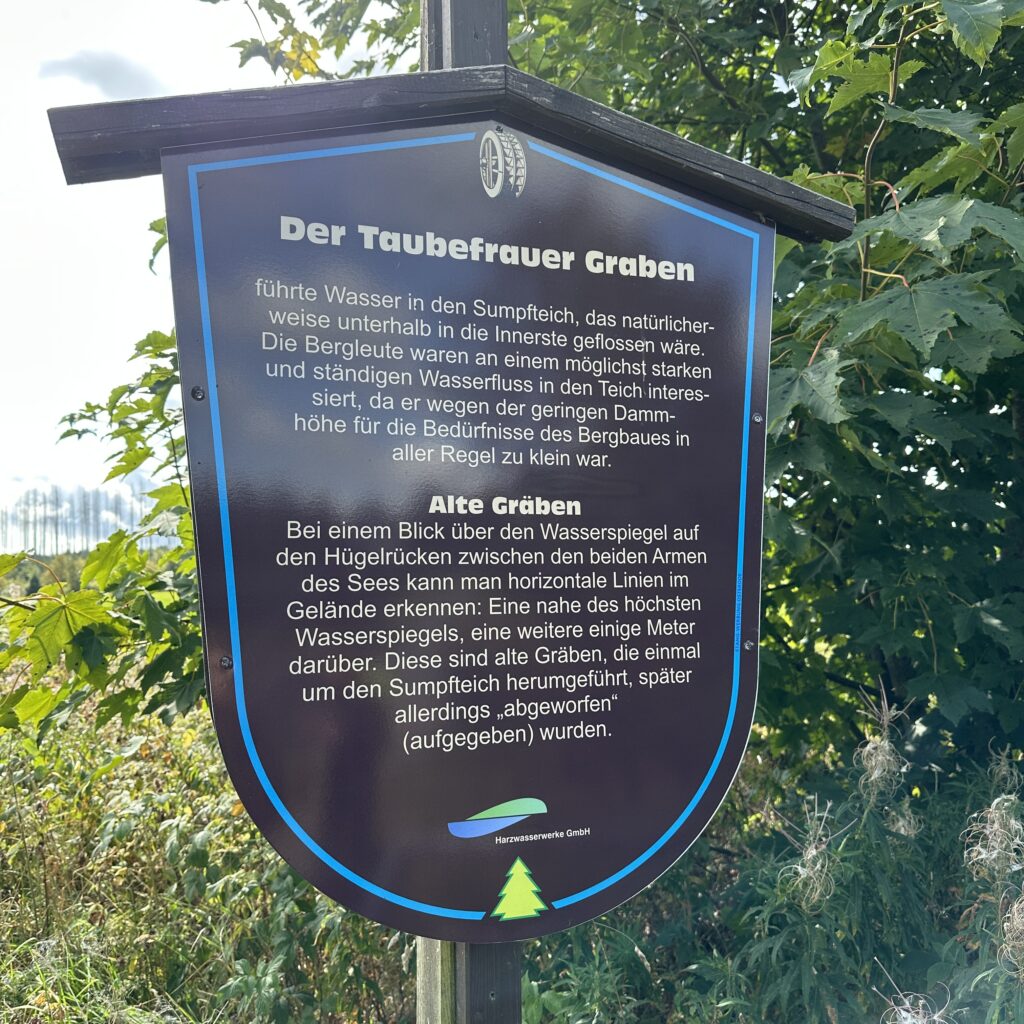 Der Taubefrauer Graben
führte Wasser in den Sumpfteich, das natürlicher-
weise unterhalb in die Innerste geflossen wäre.
Die Bergleute waren an einem möglichst starken
und ständigen Wasserfluss in den Teich interes-
siert, da er wegen der geringen Damm-
höhe für die Bedürfnisse des Bergbaues in
aller Regel zu klein war.
Alte Gräben
Bei einem Blick über den Wasserspiegel auf
den Hügelrücken zwischen den beiden Armen
des Sees kann man horizontale Linien im
Gelände erkennen: Eine nahe des höchsten
Wasserspiegels, eine weitere einige Meter
darüber. Diese sind alte Gräben, die einmal
um den Sumpfteich herumgeführt, später
allerdings „abgeworfen“
(aufgegeben) wurden.
Harzwasserwerke GmbH